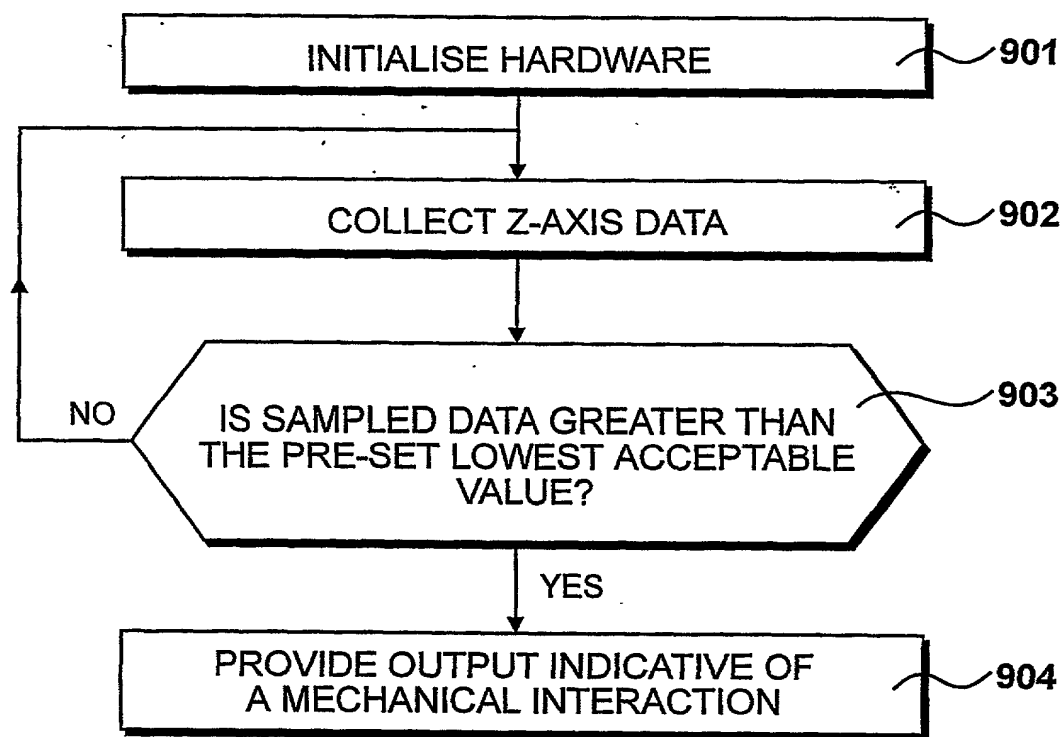 INITIALISE HARDWARE
901
COLLECT Z-AXIS DATA
902
IS SAMPLED DATA GREATER THAN
THE PRE-SET LOWEST ACCEPTABLE
VALUE?
903
NO
YES
PROVIDE OUTPUT INDICATIVE OF
A MECHANICAL INTERACTION
904